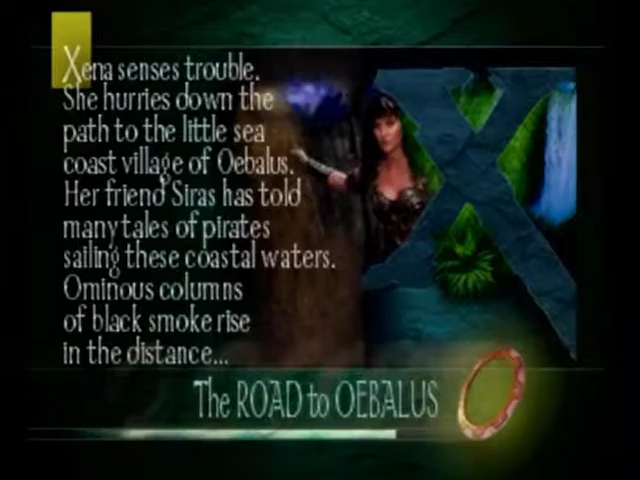 Xena senses trouble.
She hurries down the
path to the little sea
coast village of Oebalus.
Her friend Siras has told
many tales of pirates
sailing these coastal waters.
Ominous columns
of black smoke rise
in the distance...
X
The ROAD to OEBALUS